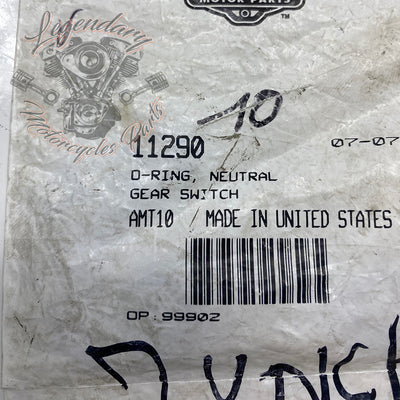 MOTOR PARTS
TM
Legendary
Motorcycles Parts
10
11290 07-07
O-RING, NEUTRAL
GEAR SWITCH
AMT10 / MADE IN UNITED STATES
OP:99902